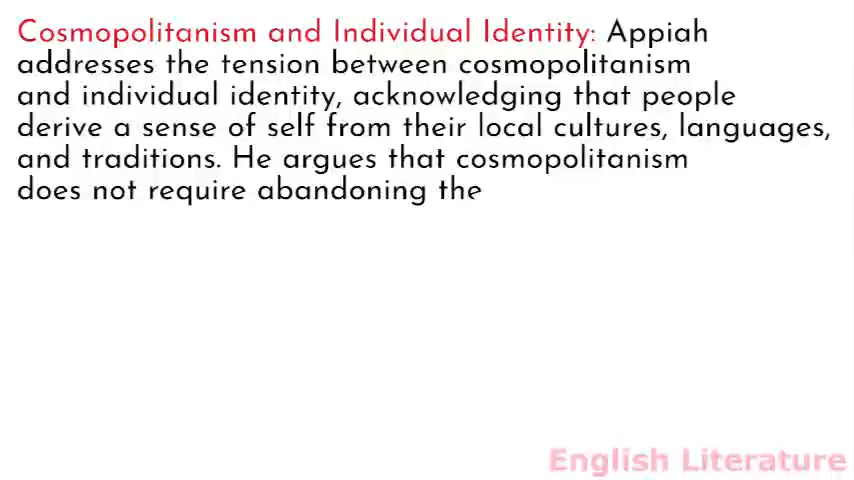 Cosmopolitanism and Individual Identity: Appiah
addresses the tension between cosmopolitanism
and individual identity, acknowledging that people
derive a sense of self from their local cultures, languages,
and traditions. He argues that cosmopolitanism
does not require abandoning the
English Literature